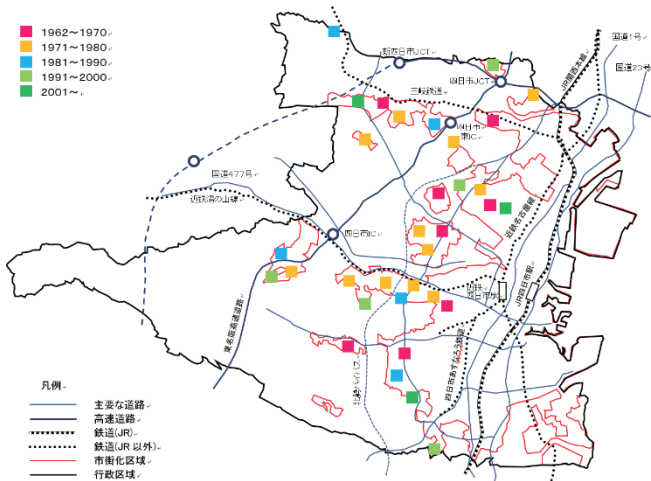 1962～1970
1971～1980
1981～1990
1991～2000
2001～
新四日市JCT
四日市JCT
三岐鉄道
四日市
東IC
国道1号
JR関西本線
国道23号
国道477号
近鉄湯の山線
四日市IC
近鉄名古屋線
近鉄
四日市駅
JR四日市駅
東名阪高速道路
北勢バイパス
四日市あすなろう鉄道
凡例
主要な道路
高速道路
鉄道(JR)
鉄道(JR以外)
市街化区域
行政区域